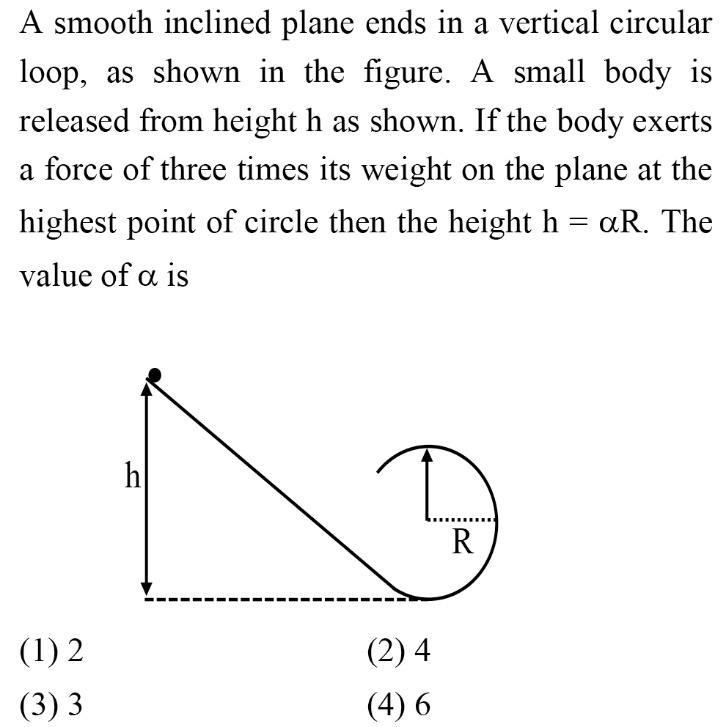 A smooth inclined plane ends in a vertical circular
loop, as shown in the figure. A small body is
released from height h as shown. If the body exerts
a force of three times its weight on the plane at the
highest point of circle then the height h = αR. The
value of α is
h
R
(1) 2 (2) 4
(3) 3 (4) 6